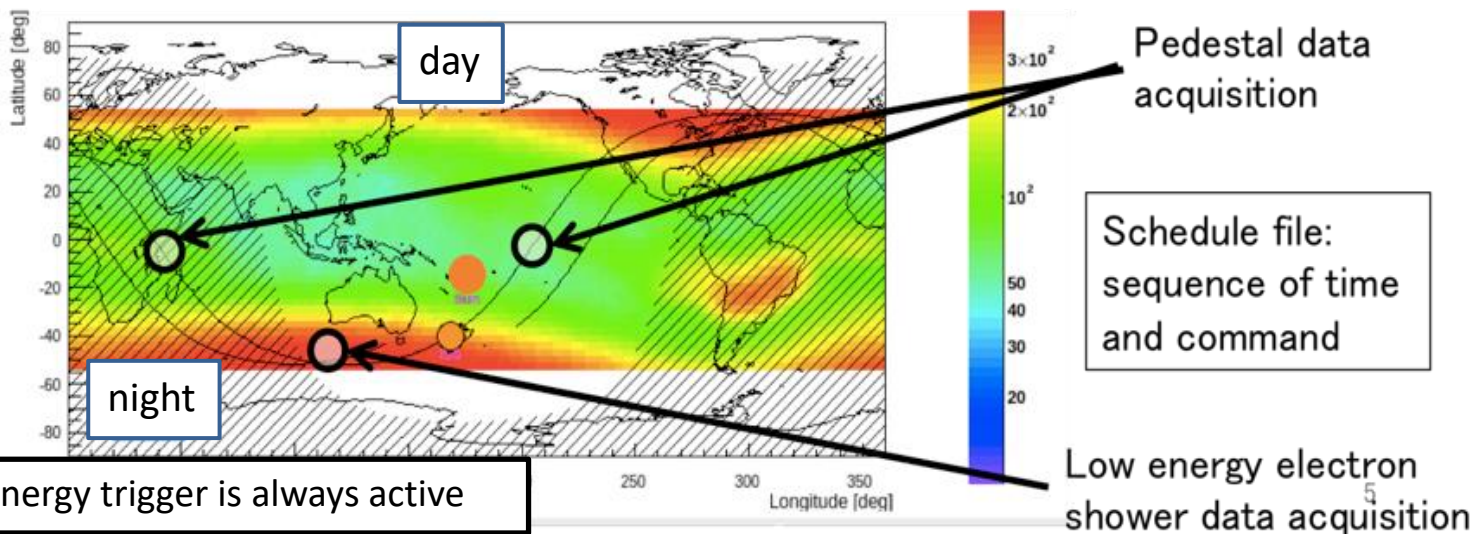 Latitude [deg]
80
60
40
20
0
-20
-40
-60
-80
day
night
250
300
350
Longitude [deg]
3×10²
2×10²
10²
50
40
30
20
Pedestal data
acquisition
Schedule file:
sequence of time
and command
Low energy electron
shower data acquisition
5
nergy trigger is always active